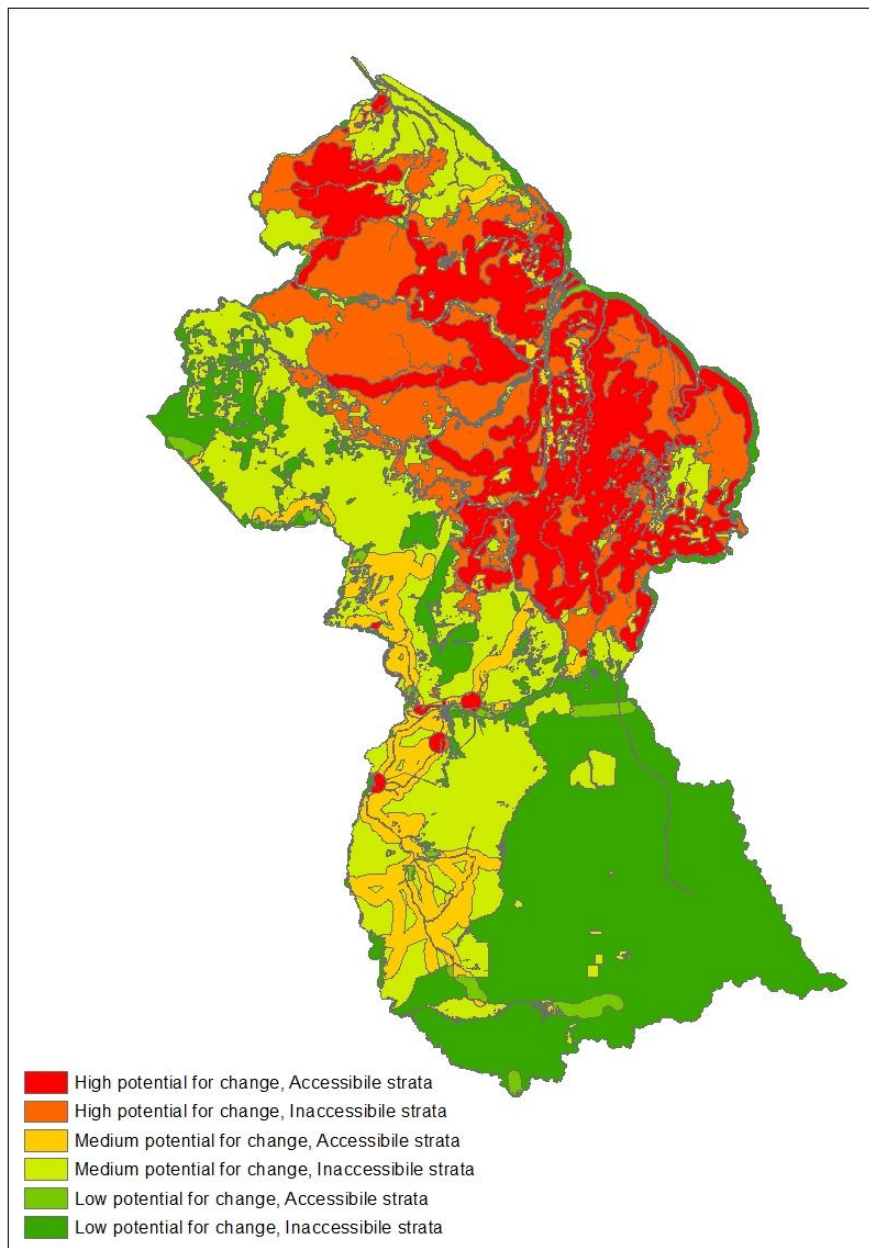 High potential for change, Accessibile strata
High potential for change, Inaccessibile strata
Medium potential for change, Accessibile strata
Medium potential for change, Inaccessibile strata
Low potential for change, Accessibile strata
Low potential for change, Inaccessibile strata